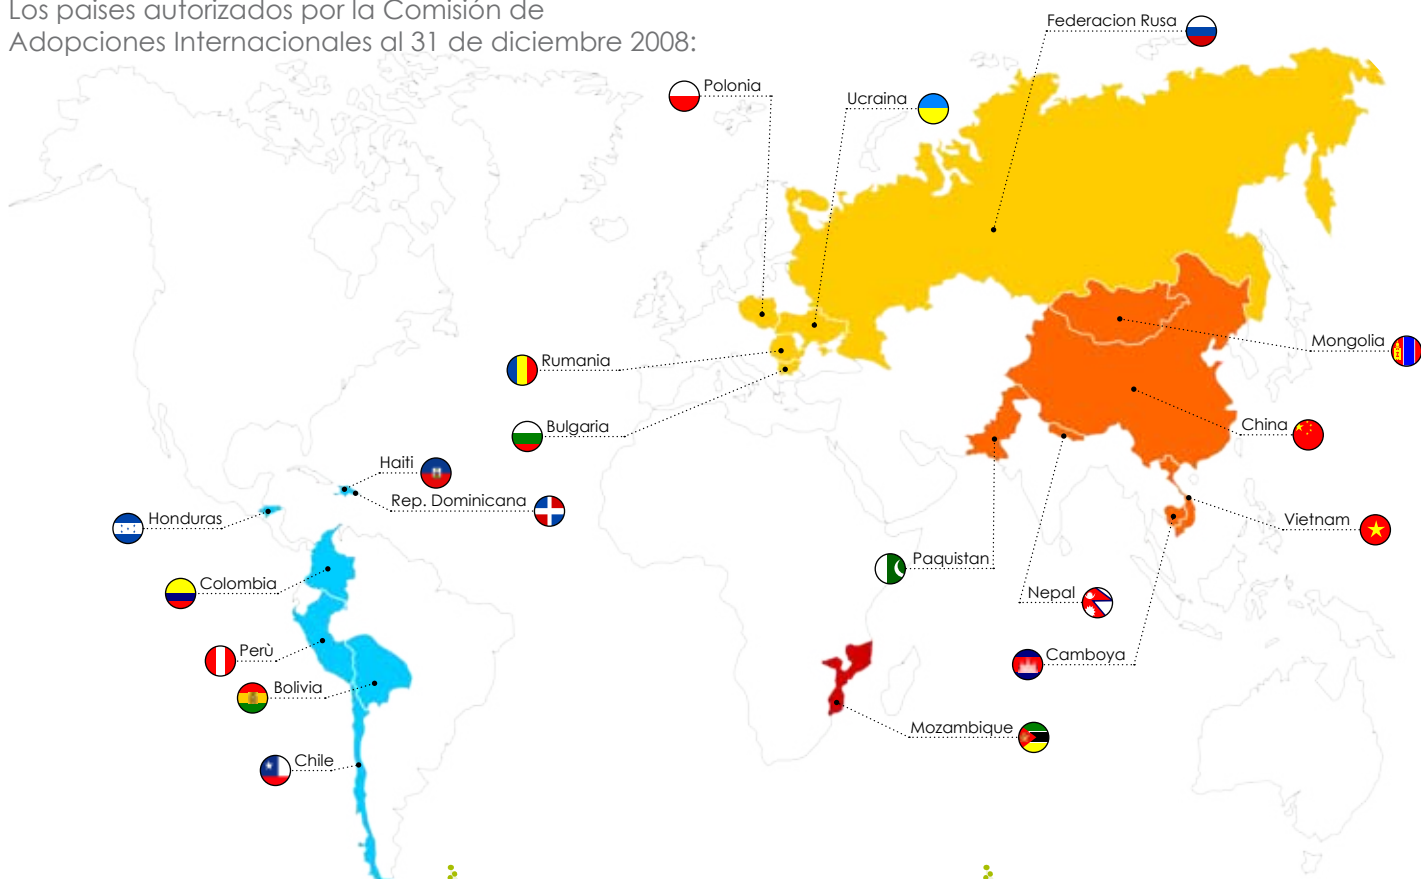 Los paises autorizados por la Comisión de
Adopciones Internacionales al 31 de diciembre 2008:
Federacion Rusa
Polonia
Ucraina
Mongolia
Rumania
Bulgaria
China
Haiti
Rep. Dominicana
Honduras
Vietnam
Paquistan
Colombia
Nepal
Perù
Camboya
Bolivia
Mozambique
Chile